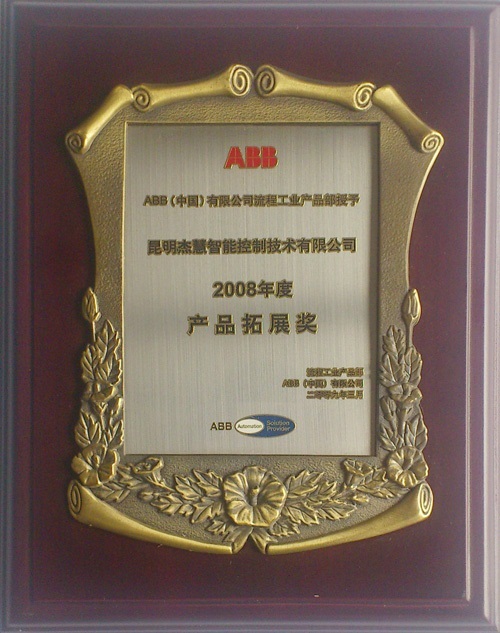 ABB
ABB（中国）有限公司流程工业产品部授予
昆明杰慧智能控制技术有限公司
2008年度
产品拓展奖
流程工业产品部
ABB（中国）有限公司
二零零九年三月
ABB Automation Solution Provider